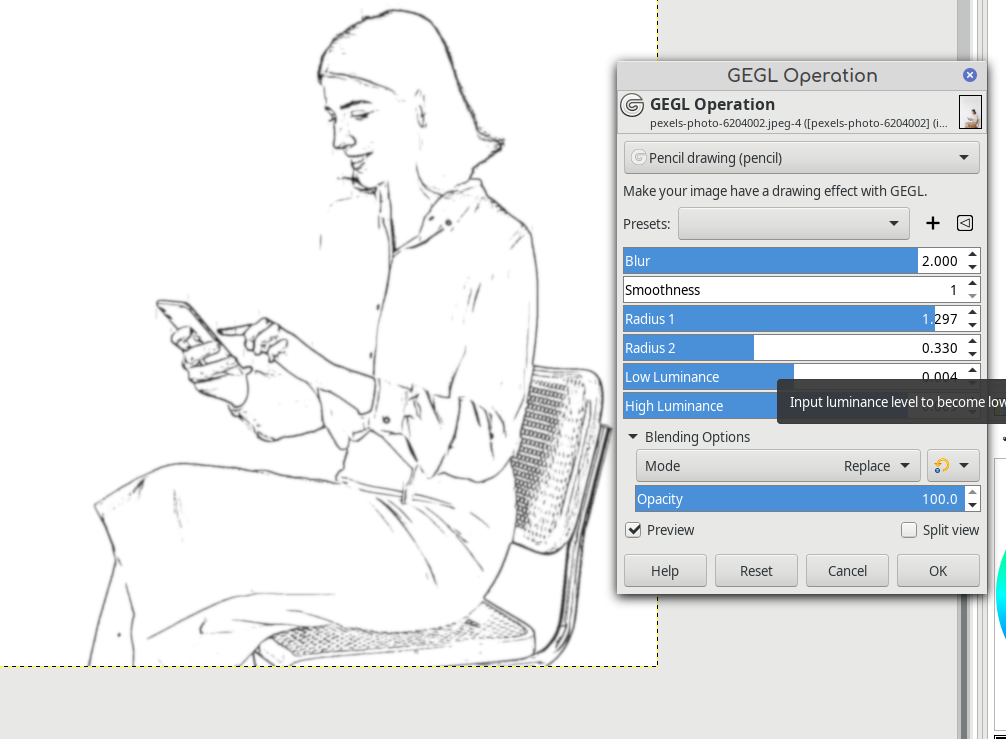 GEGL Operation
GEGL Operation
pexels-photo-6204002.jpeg-4 ([pexels-photo-6204002] (i...
Pencil drawing (pencil)
Make your image have a drawing effect with GEGL.
Presets:
Blur 2.000
Smoothness 1
Radius 1 1.297
Radius 2 0.330
Low Luminance 0.004
Input luminance level to become low
High Luminance
Blending Options
Mode Replace
Opacity 100.0
Preview Split view
Help Reset Cancel OK